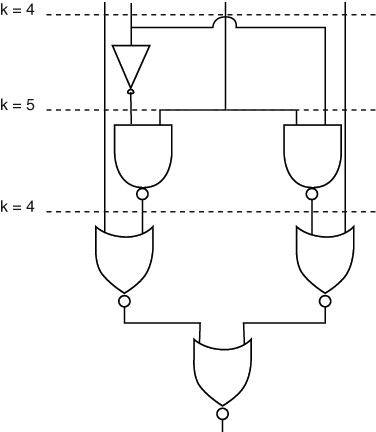 k = 4
k = 5
k = 4